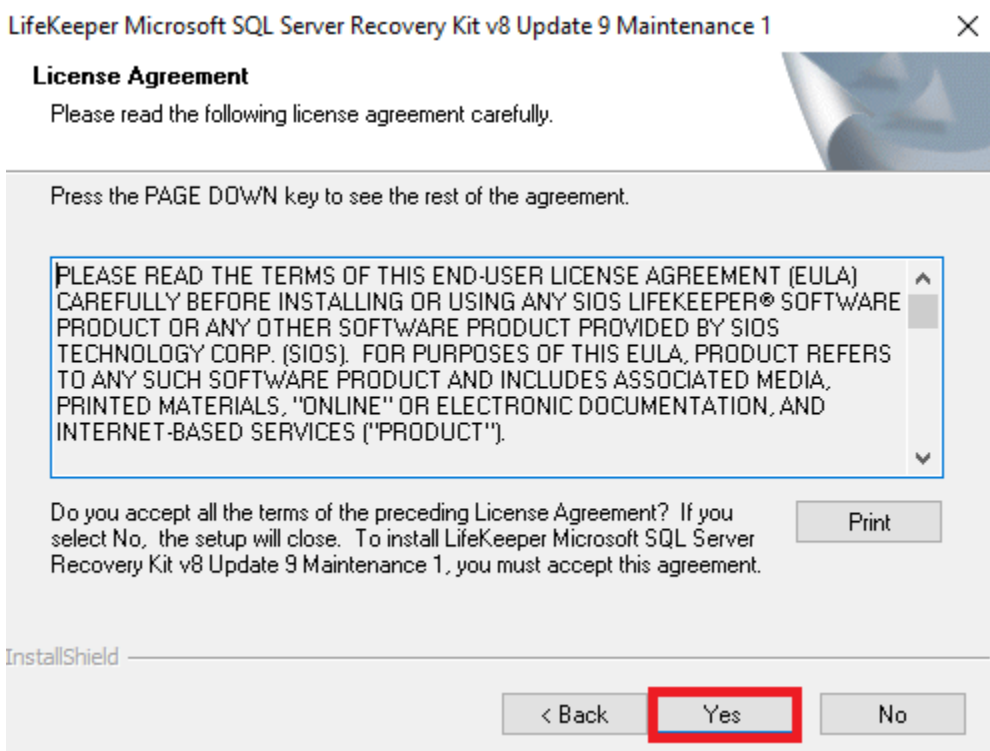 LifeKeeper Microsoft SQL Server Recovery Kit v8 Update 9 Maintenance 1
License Agreement
Please read the following license agreement carefully.
Press the PAGE DOWN key to see the rest of the agreement.
PLEASE READ THE TERMS OF THIS END-USER LICENSE AGREEMENT (EULA)
CAREFULLY BEFORE INSTALLING OR USING ANY SIOS LIFEKEEPER® SOFTWARE
PRODUCT OR ANY OTHER SOFTWARE PRODUCT PROVIDED BY SIOS
TECHNOLOGY CORP. (SIOS).  FOR PURPOSES OF THIS EULA, PRODUCT REFERS
TO ANY SUCH SOFTWARE PRODUCT AND INCLUDES ASSOCIATED MEDIA,
PRINTED MATERIALS, "ONLINE" OR ELECTRONIC DOCUMENTATION, AND
INTERNET-BASED SERVICES ("PRODUCT").
Do you accept all the terms of the preceding License Agreement?  If you
select No,  the setup will close.  To install LifeKeeper Microsoft SQL Server
Recovery Kit v8 Update 9 Maintenance 1, you must accept this agreement.
Print
InstallShield
< Back
Yes
No